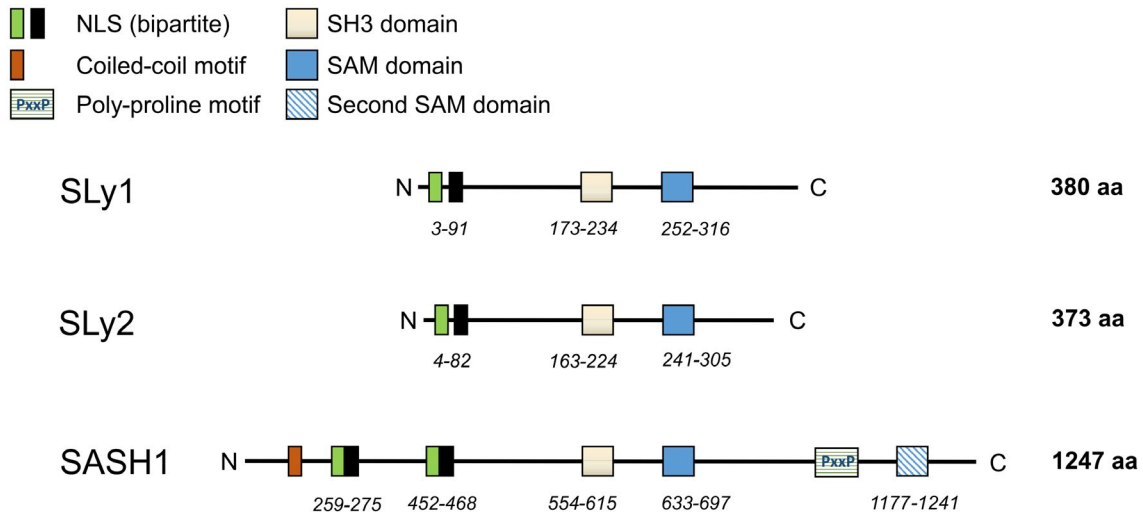 NLS (bipartite) SH3 domain
Coiled-coil motif SAM domain
PxxP Poly-proline motif Second SAM domain
SLy1 N C 380 aa
3-91 173-234 252-316
SLy2 N C 373 aa
4-82 163-224 241-305
SASH1 N PxxP C 1247 aa
259-275 452-468 554-615 633-697 1177-1241